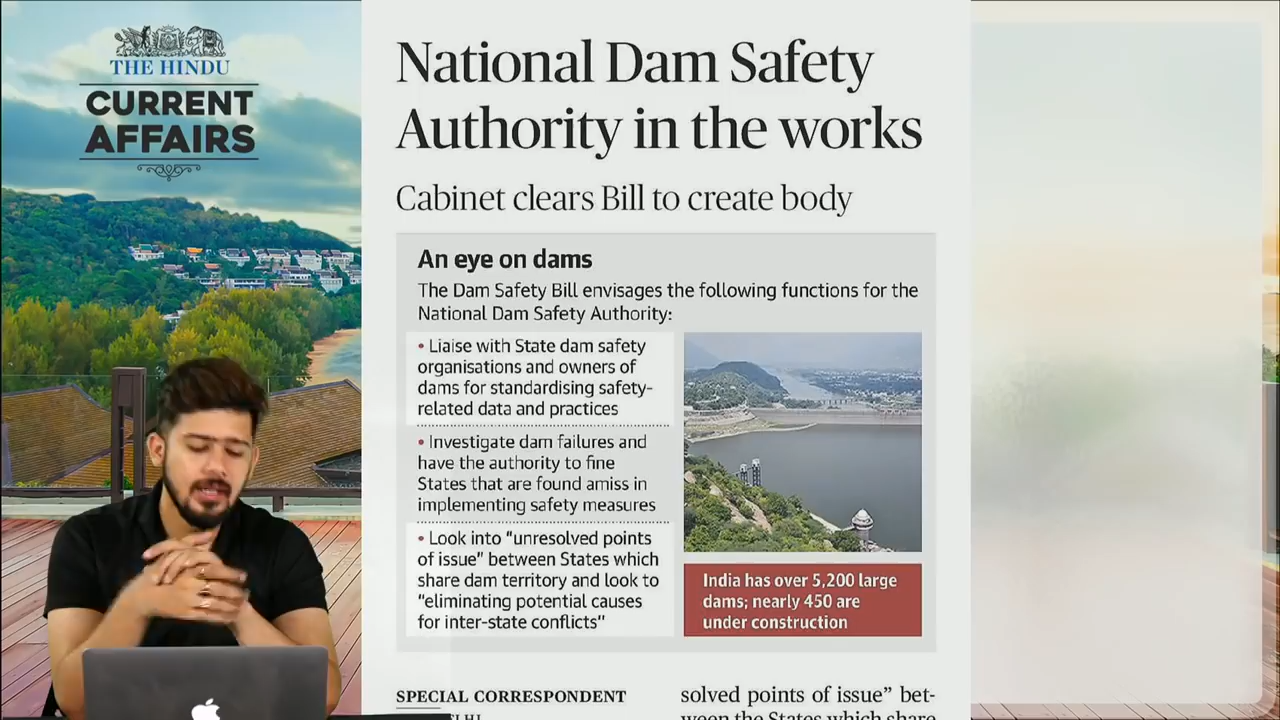 THE HINDU
CURRENT
AFFAIRS
National Dam Safety
Authority in the works
Cabinet clears Bill to create body
An eye on dams
The Dam Safety Bill envisages the following functions for the
National Dam Safety Authority:
• Liaise with State dam safety
organisations and owners of
dams for standardising safety-
related data and practices
• Investigate dam failures and
have the authority to fine
States that are found amiss in
implementing safety measures
• Look into “unresolved points
of issue” between States which
share dam territory and look to
“eliminating potential causes
for inter-state conflicts”
India has over 5,200 large
dams; nearly 450 are
under construction
SPECIAL CORRESPONDENT
solved points of issue” bet-
ween the States which share